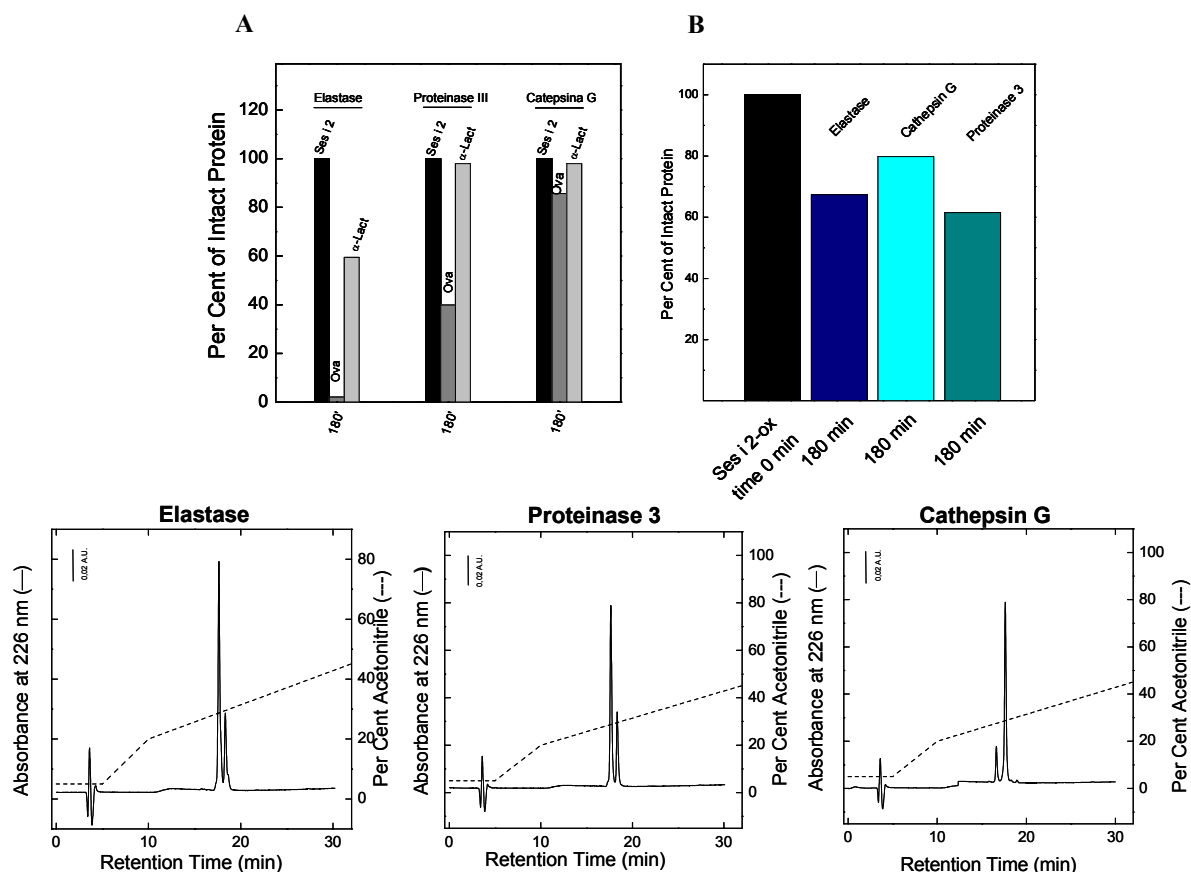 A
B
Per Cent of Intact Protein
120
100
80
60
40
20
0
Elastase
Proteinase III
Catepsina G
Ses i 2
Ova
α-Lact
Ses i 2
Ova
α-Lact
Ses i 2
Ova
α-Lact
180'
180'
180'
Per Cent of Intact Protein
100
80
60
40
20
Elastase
Cathepsin G
Proteinase 3
Ses i 2-ox
time 0 min
180 min
180 min
180 min
Elastase
Absorbance at 226 nm (—)
0,02 A.U.
80
60
40
20
0
Per Cent Acetonitrile (---)
0 10 20 30
Retention Time (min)
Proteinase 3
Absorbance at 226 nm (—)
0,02 A.U.
100
80
60
40
20
0
Per Cent Acetonitrile (---)
0 10 20 30
Retention Time (min)
Cathepsin G
Absorbance at 226 nm (—)
0,02 A.U.
100
80
60
40
20
0
Per Cent Acetonitrile (---)
0 10 20 30
Retention Time (min)